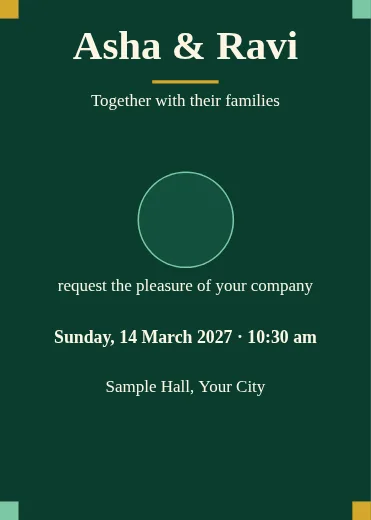 Asha & Ravi
Together with their families
request the pleasure of your company
Sunday, 14 March 2027 · 10:30 am
Sample Hall, Your City